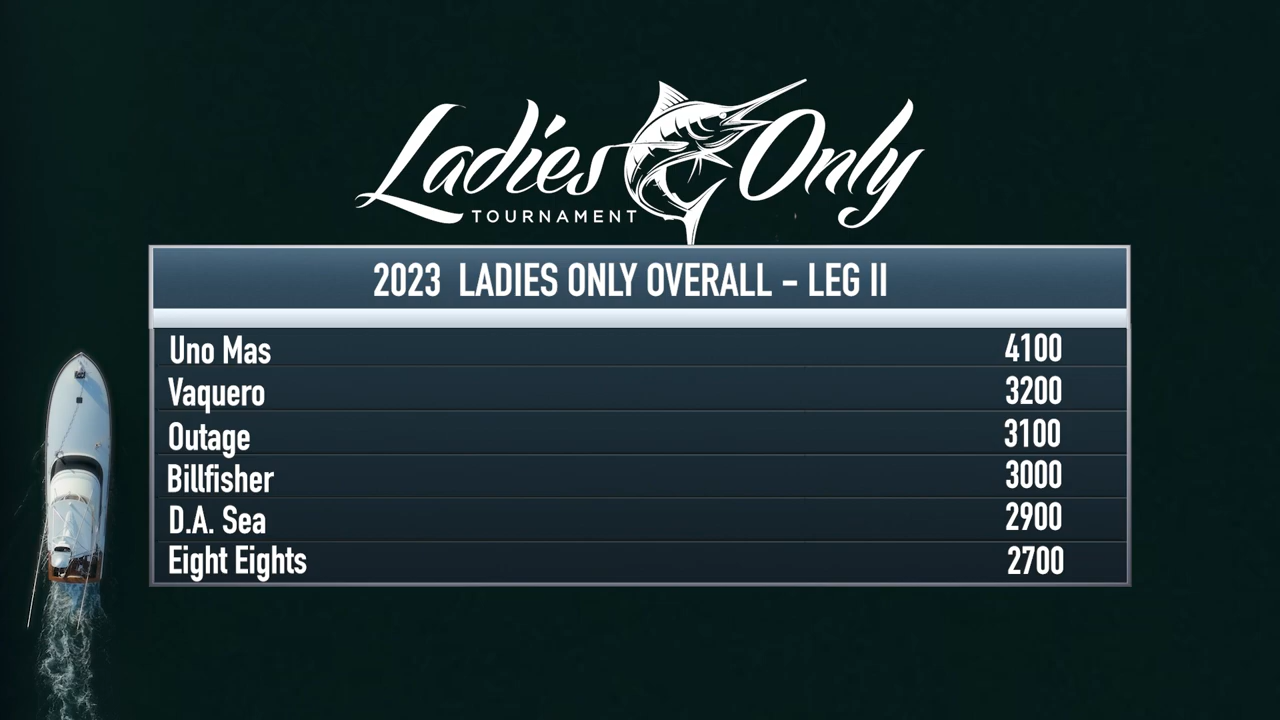 Ladies Only
TOURNAMENT
2023 LADIES ONLY OVERALL - LEG II
Uno Mas 4100
Vaquero 3200
Outage 3100
Billfisher 3000
D.A. Sea 2900
Eight Eights 2700